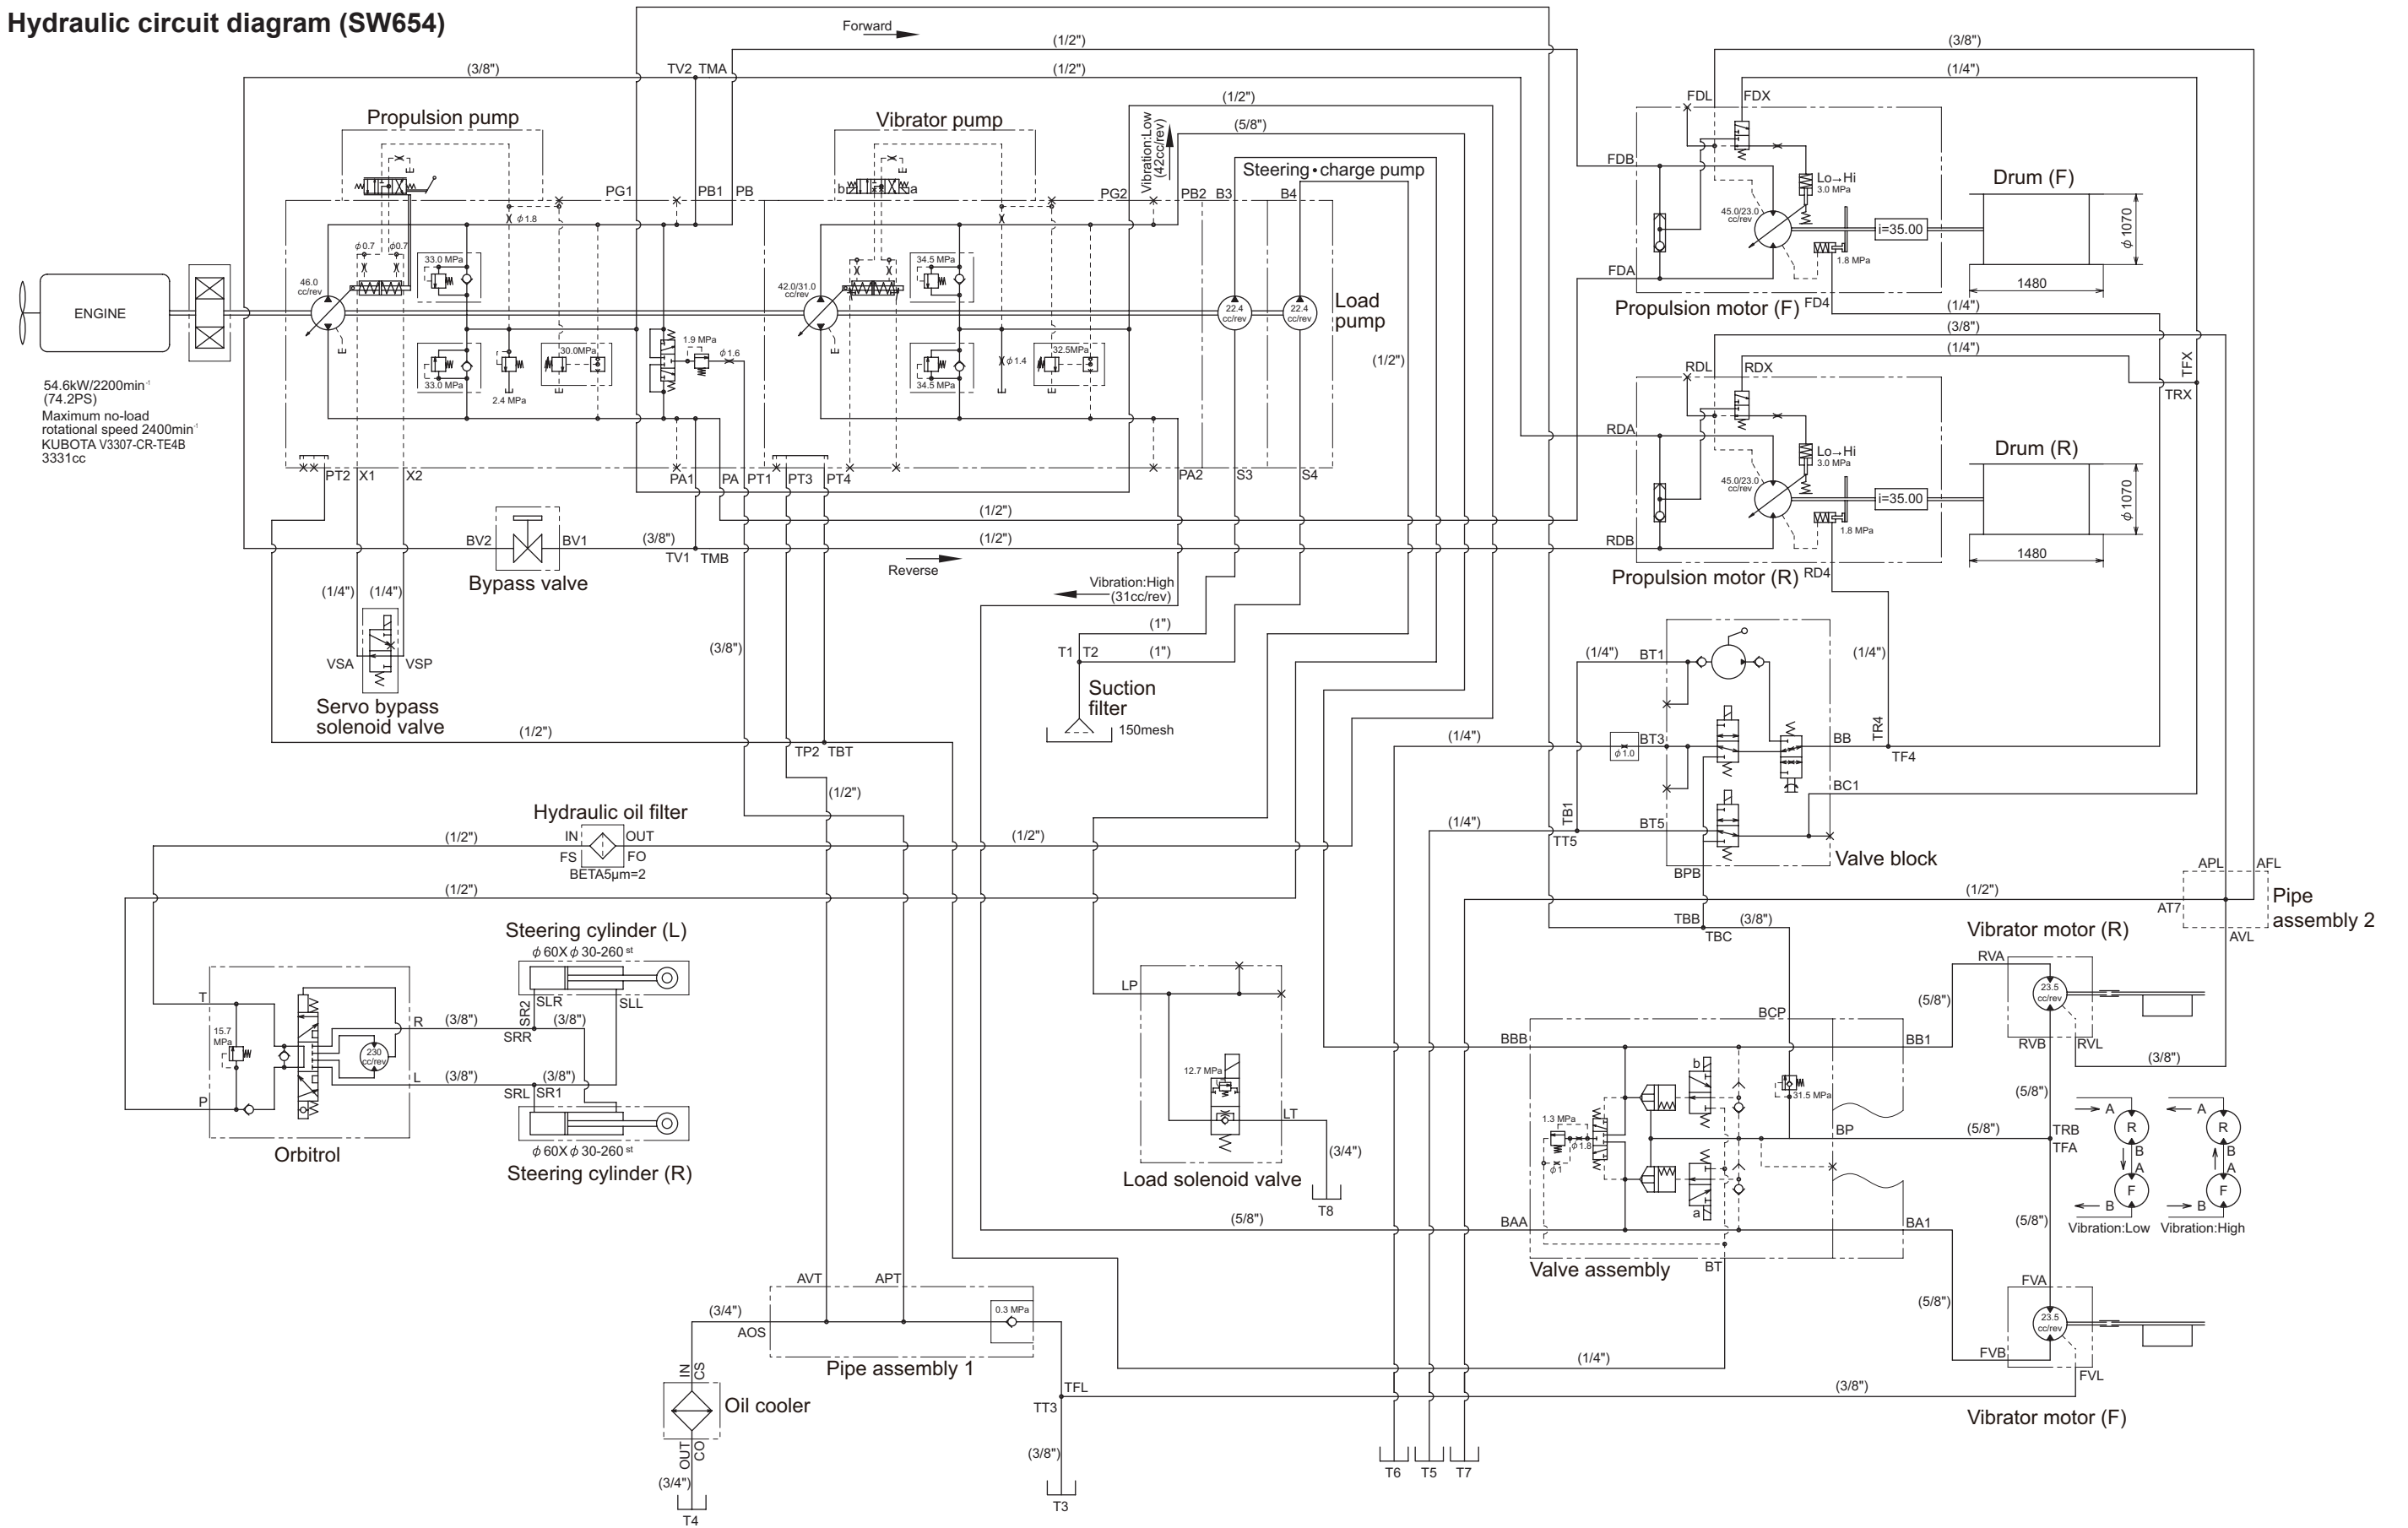 Hydraulic circuit diagram (SW654)
Forward
(1/2")
(3/8")
(3/8")
TV2 TMA
(1/2")
(1/4")
(1/2")
(5/8")
Propulsion pump
Vibrator pump
Vibration:Low
(42cc/rev)
Steering•charge pump
FDL
FDX
FDB
Lo→Hi
3.0 MPa
Drum (F)
b
a
PG1
PB1
PB
PG2
PB2
B3
B4
φ1.8
φ0.7
φ0.7
45.0/23.0
cc/rev
i=35.00
φ1070
33.0 MPa
34.5 MPa
1.8 MPa
FDA
1480
46.0
cc/rev
42.0/31.0
cc/rev
ENGINE
22.4
cc/rev
22.4
cc/rev
Load
pump
Propulsion motor (F)
FD4
(1/4")
(3/8")
(1/4")
1.9 MPa
φ1.6
30.0MPa
φ1.4
32.5MPa
(1/2")
33.0 MPa
2.4 MPa
34.5 MPa
TFX
TRX
54.6kW/2200min-1
(74.2PS)
Maximum no-load
rotational speed 2400min-1
KUBOTA V3307-CR-TE4B
3331cc
RDL
RDX
RDA
Lo→Hi
3.0 MPa
Drum (R)
45.0/23.0
cc/rev
i=35.00
φ1070
1.8 MPa
1480
PT2
X1
X2
PA1
PA
PT1
PT3
PT4
PA2
S3
S4
(1/2")
BV2
BV1
(3/8")
TV1 TMB
(1/2")
RDB
Bypass valve
Reverse
Propulsion motor (R)
RD4
Vibration:High
(31cc/rev)
(1/4")
(1/4")
VSA
VSP
Servo bypass
solenoid valve
(3/8")
(1")
T1
T2
(1")
Suction
filter
150mesh
(1/4")
BT1
(1/4")
(1/2")
TP2
TBT
(1/4")
φ1.0
BT3
BB
TR4
TF4
(1/2")
BC1
Hydraulic oil filter
IN
OUT
(1/2")
FS
FO
BETA5μm=2
(1/2")
(1/4")
TB1
TT5
BT5
Valve block
BPB
APL
AFL
(1/2")
(1/2")
AT7
Pipe
assembly 2
AVL
TBB
(3/8")
TBC
Vibrator motor (R)
Steering cylinder (L)
φ60Xφ30-260st
RVA
SLR
SLL
LP
23.5
cc/rev
(5/8")
T
R
(3/8")
SR2
(3/8")
SRR
BCP
15.7
MPa
230
cc/rev
BBB
BB1
RVB
RVL
(3/8")
12.7 MPa
b
31.5 MPa
L
(3/8")
(3/8")
SRL SR1
P
(5/8")
A
A
R
R
B
B
A
A
F
F
B
B
Vibration:Low
Vibration:High
LT
1.3 MPa
φ1.8
φ1
BP
(5/8")
TRB
TFA
Orbitrol
φ60Xφ30-260st
Steering cylinder (R)
(3/4")
Load solenoid valve
T8
a
(5/8")
BAA
BA1
(5/8")
Valve assembly
BT
AVT
APT
FVA
(3/4")
AOS
0.3 MPa
(5/8")
23.5
cc/rev
FVB
FVL
Pipe assembly 1
(1/4")
IN
CS
Oil cooler
TFL
TT3
(3/8")
Vibrator motor (F)
OUT
CO
(3/4")
(3/8")
T4
T3
T6
T5
T7